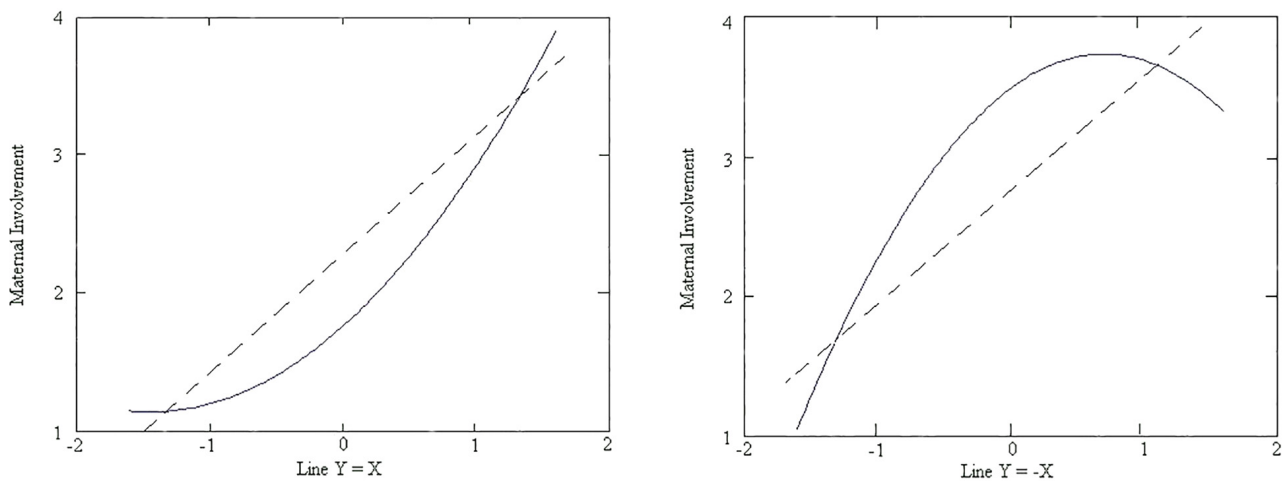 4
3
2
1
Maternal Involvement
-2 -1 0 1 2
Line Y = X
4
3
2
1
Maternal Involvement
-2 -1 0 1 2
Line Y = -X